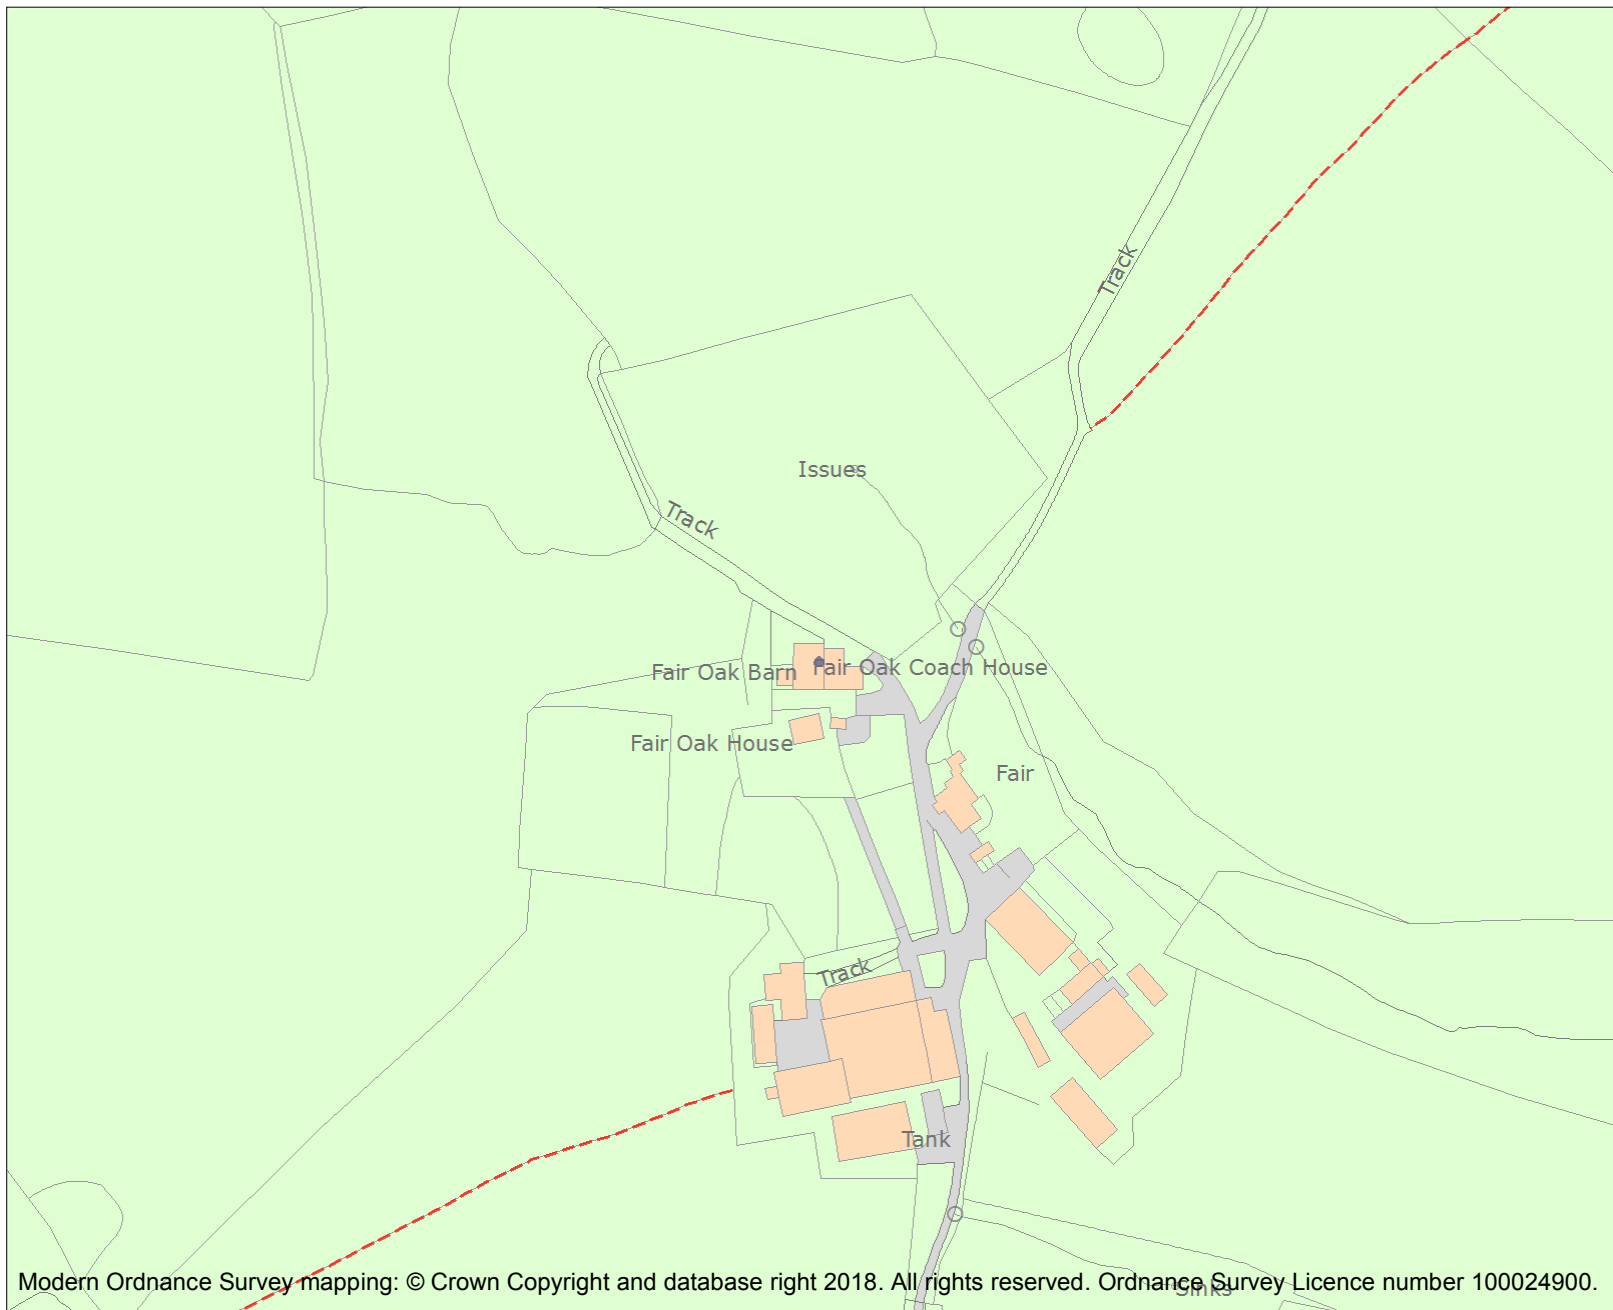 Track
Issues
Track
Fair Oak Barn
Fair Oak Coach House
Fair Oak House
Fair
Track
Tank
Sinks
Modern Ordnance Survey mapping: © Crown Copyright and database right 2018. All rights reserved. Ordnance Survey Licence number 100024900.